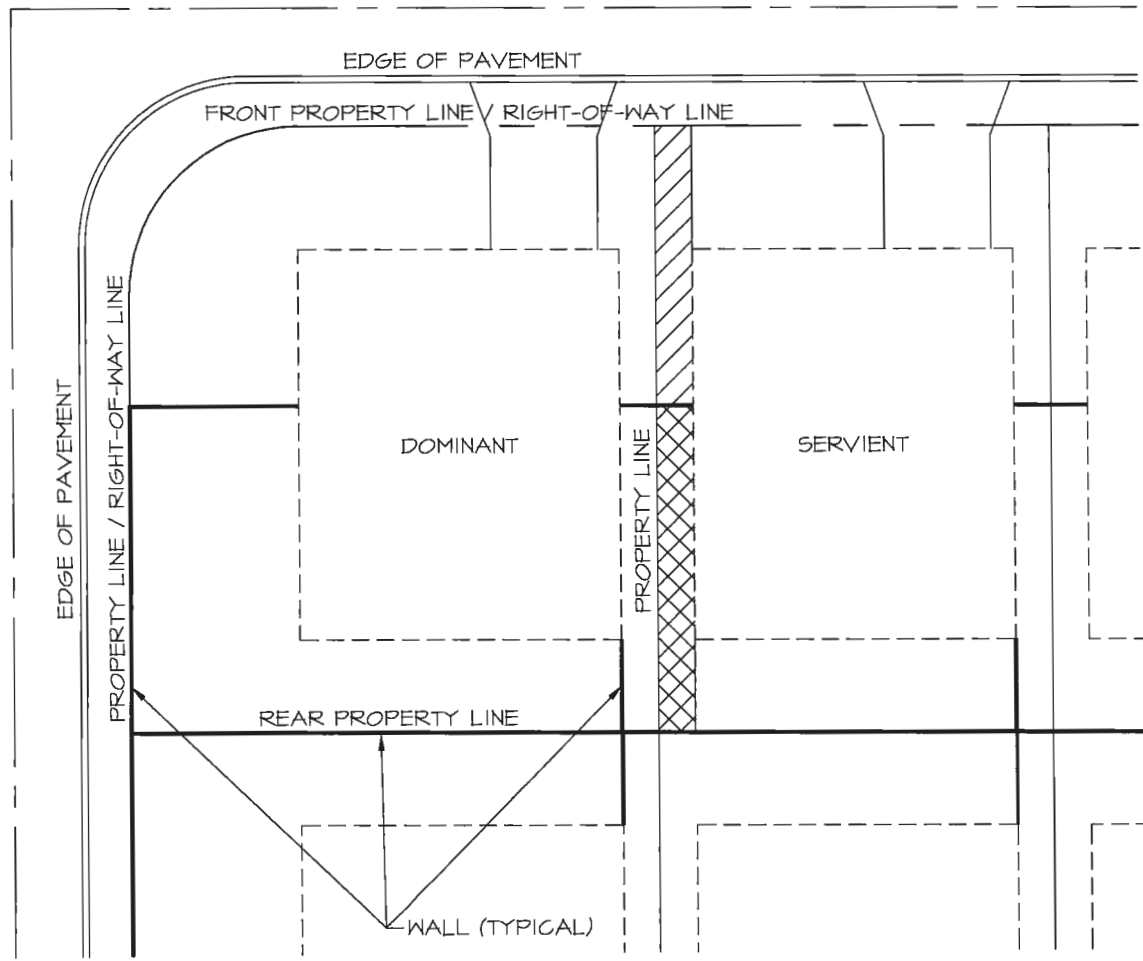 EDGE OF PAVEMENT
FRONT PROPERTY LINE / RIGHT-OF-WAY LINE
PROPERTY LINE / RIGHT-OF-WAY LINE
EDGE OF PAVEMENT
DOMINANT
PROPERTY LINE
SERVIENT
REAR PROPERTY LINE
WALL (TYPICAL)